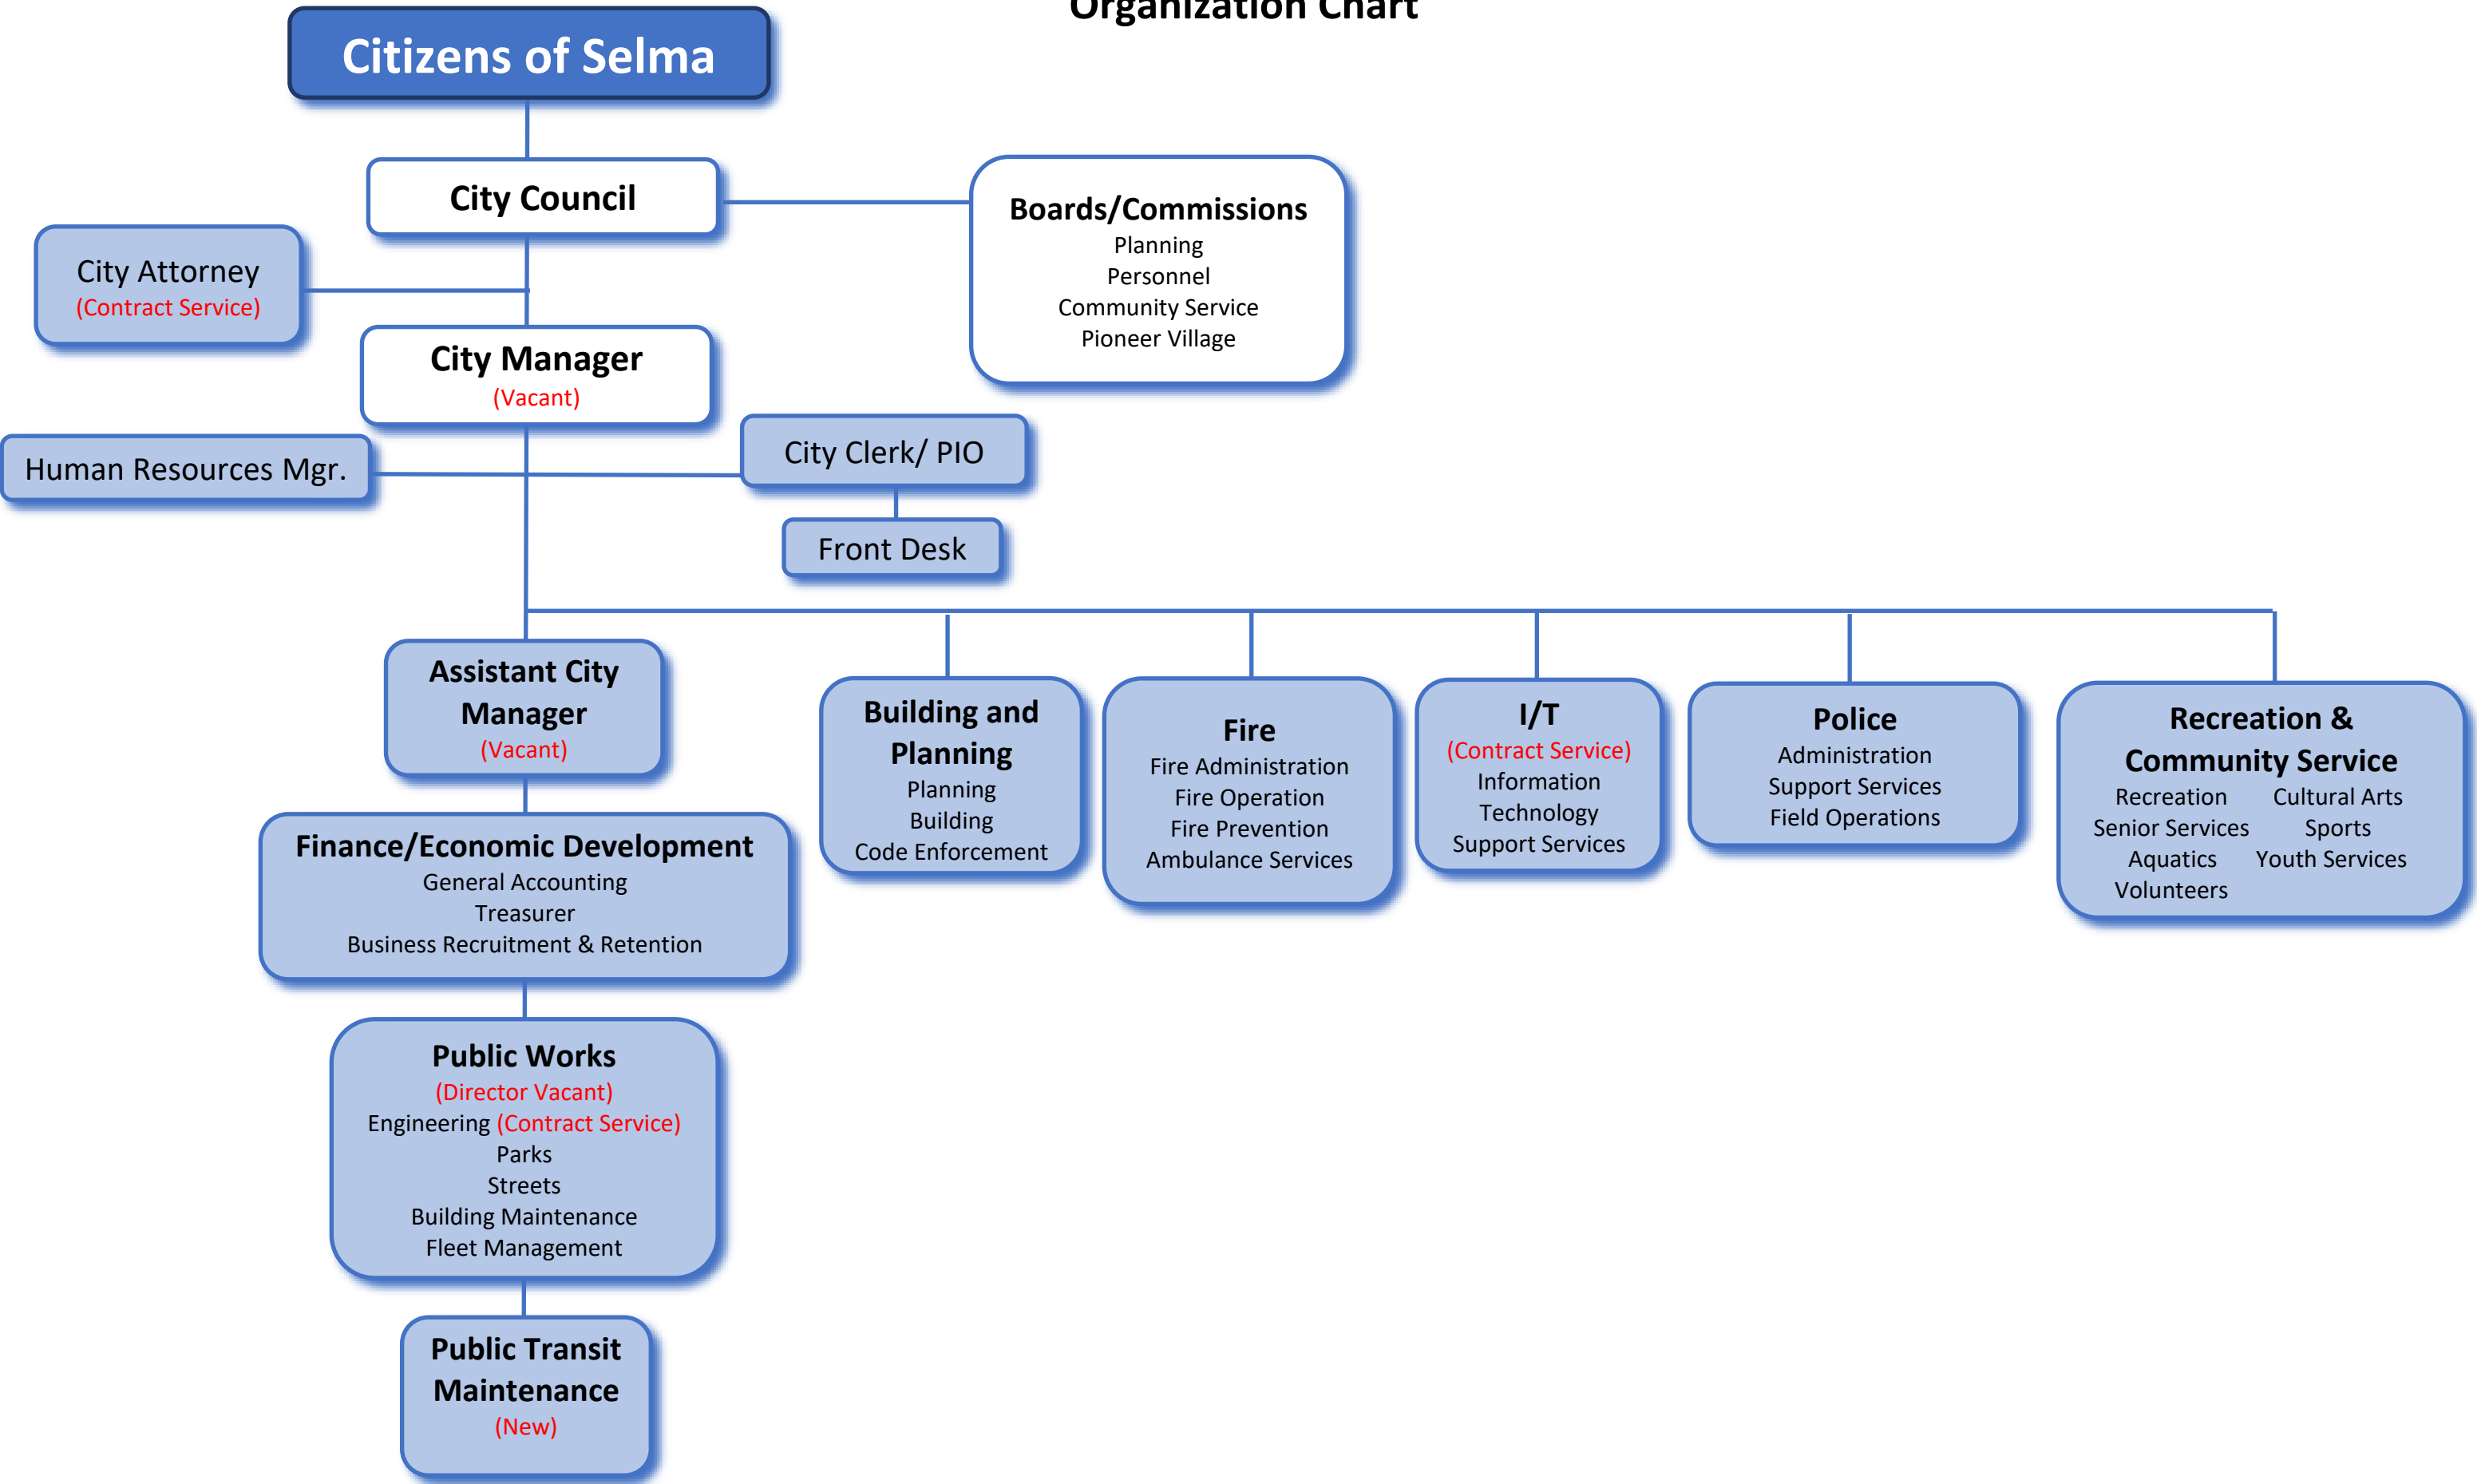 Organization Chart
Citizens of Selma
City Council
Boards/Commissions
Planning
Personnel
Community Service
Pioneer Village
City Attorney
(Contract Service)
City Manager
(Vacant)
Human Resources Mgr.
City Clerk/ PIO
Front Desk
Assistant City
Manager
(Vacant)
Building and
Planning
Planning
Building
Code Enforcement
Fire
Fire Administration
Fire Operation
Fire Prevention
Ambulance Services
I/T
(Contract Service)
Information
Technology
Support Services
Police
Administration
Support Services
Field Operations
Recreation &
Community Service
Recreation Cultural Arts
Senior Services Sports
Aquatics Youth Services
Volunteers
Finance/Economic Development
General Accounting
Treasurer
Business Recruitment & Retention
Public Works
(Director Vacant)
Engineering (Contract Service)
Parks
Streets
Building Maintenance
Fleet Management
Public Transit
Maintenance
(New)